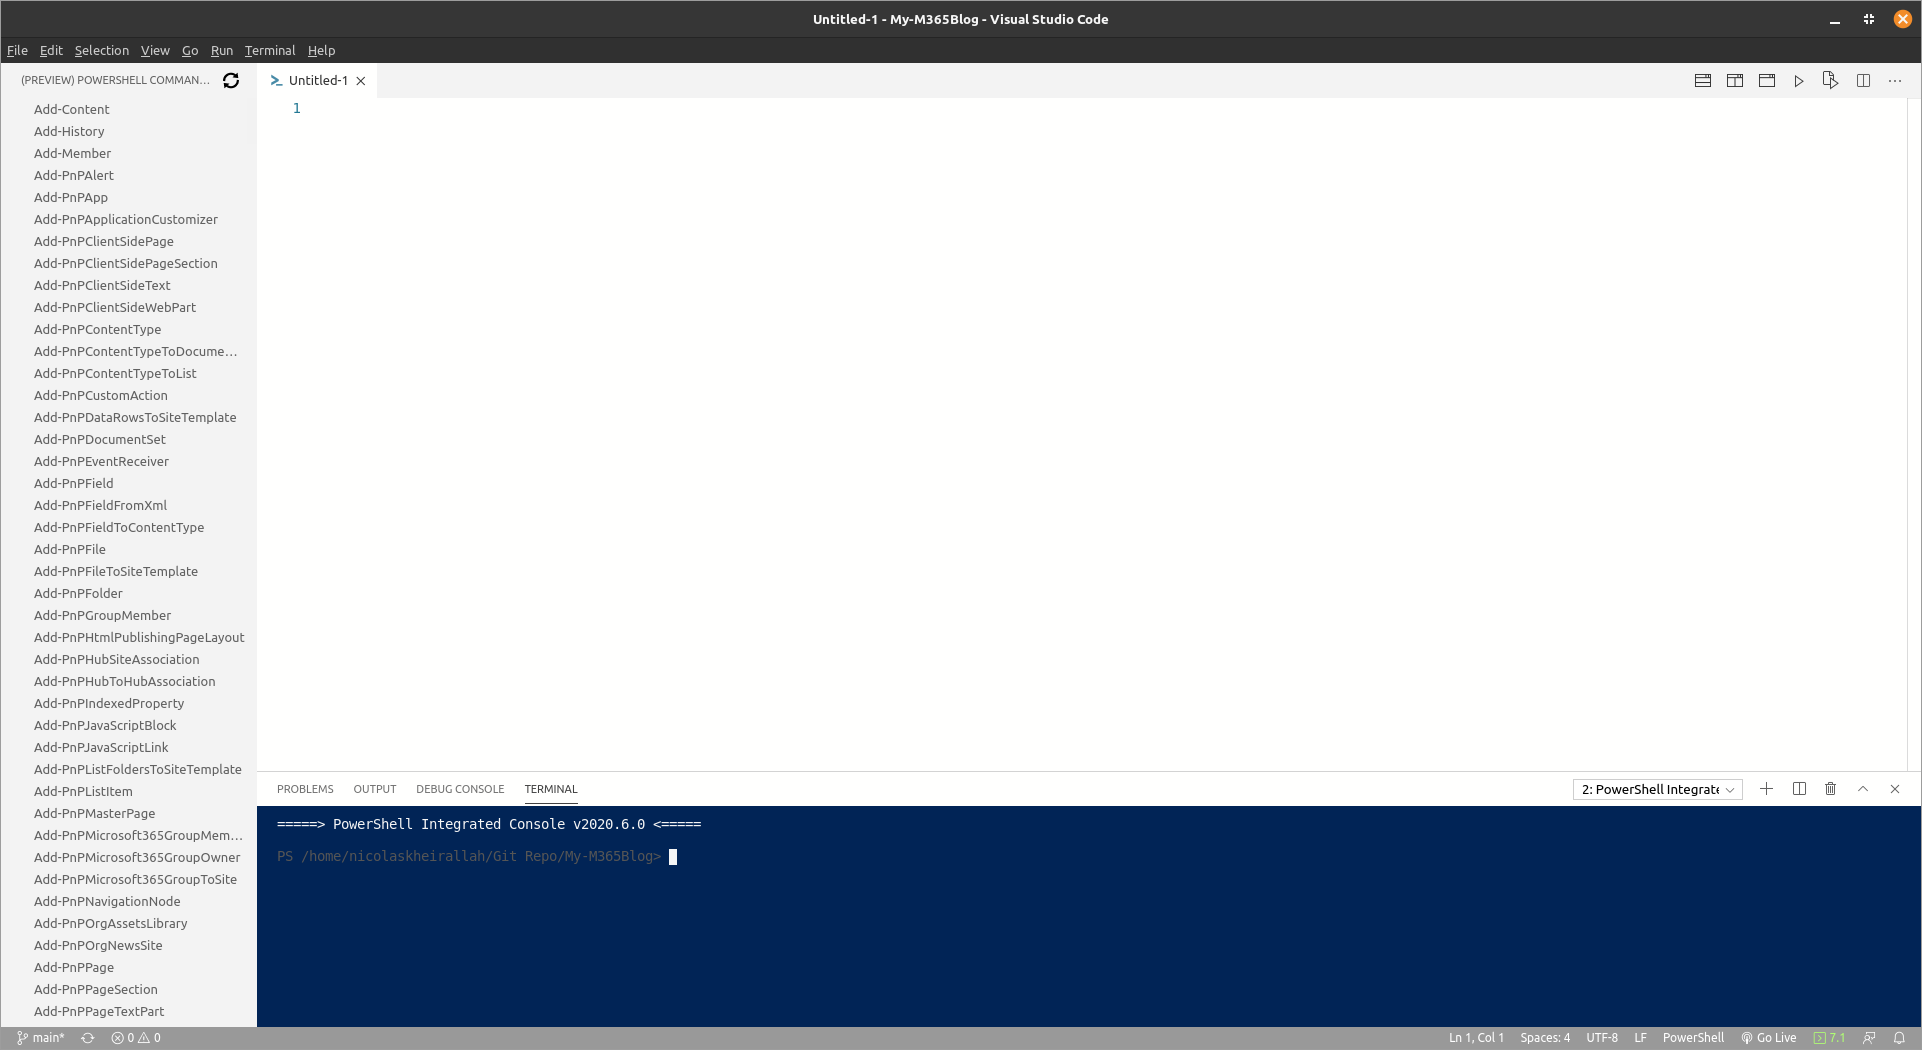 Untitled-1 - My-M365Blog - Visual Studio Code
File Edit Selection View Go Run Terminal Help
(PREVIEW) POWERSHELL COMMAN...
Untitled-1
Add-Content
Add-History
Add-Member
Add-PnPAlert
Add-PnPApp
Add-PnPApplicationCustomizer
Add-PnPClientSidePage
Add-PnPClientSidePageSection
Add-PnPClientSideText
Add-PnPClientSideWebPart
Add-PnPContentType
Add-PnPContentTypeToDocume...
Add-PnPContentTypeToList
Add-PnPCustomAction
Add-PnPDataRowsToSiteTemplate
Add-PnPDocumentSet
Add-PnPEventReceiver
Add-PnPField
Add-PnPFieldFromXml
Add-PnPFieldToContentType
Add-PnPFile
Add-PnPFileToSiteTemplate
Add-PnPFolder
Add-PnPGroupMember
Add-PnPHtmlPublishingPageLayout
Add-PnPHubSiteAssociation
Add-PnPHubToHubAssociation
Add-PnPIndexedProperty
Add-PnPJavaScriptBlock
Add-PnPJavaScriptLink
Add-PnPListFoldersToSiteTemplate
Add-PnPListItem
Add-PnPMasterPage
Add-PnPMicrosoft365GroupMem...
Add-PnPMicrosoft365GroupOwner
Add-PnPMicrosoft365GroupToSite
Add-PnPNavigationNode
Add-PnPOrgAssetsLibrary
Add-PnPOrgNewsSite
Add-PnPPage
Add-PnPPageSection
Add-PnPPageTextPart
1
PROBLEMS OUTPUT DEBUG CONSOLE TERMINAL
2: PowerShell Integrate
=====> PowerShell Integrated Console v2020.6.0 <=====
PS /home/nicolaskheirallah/Git Repo/My-M365Blog>
main* 0 0
Ln 1, Col 1 Spaces: 4 UTF-8 LF PowerShell Go Live 7.1